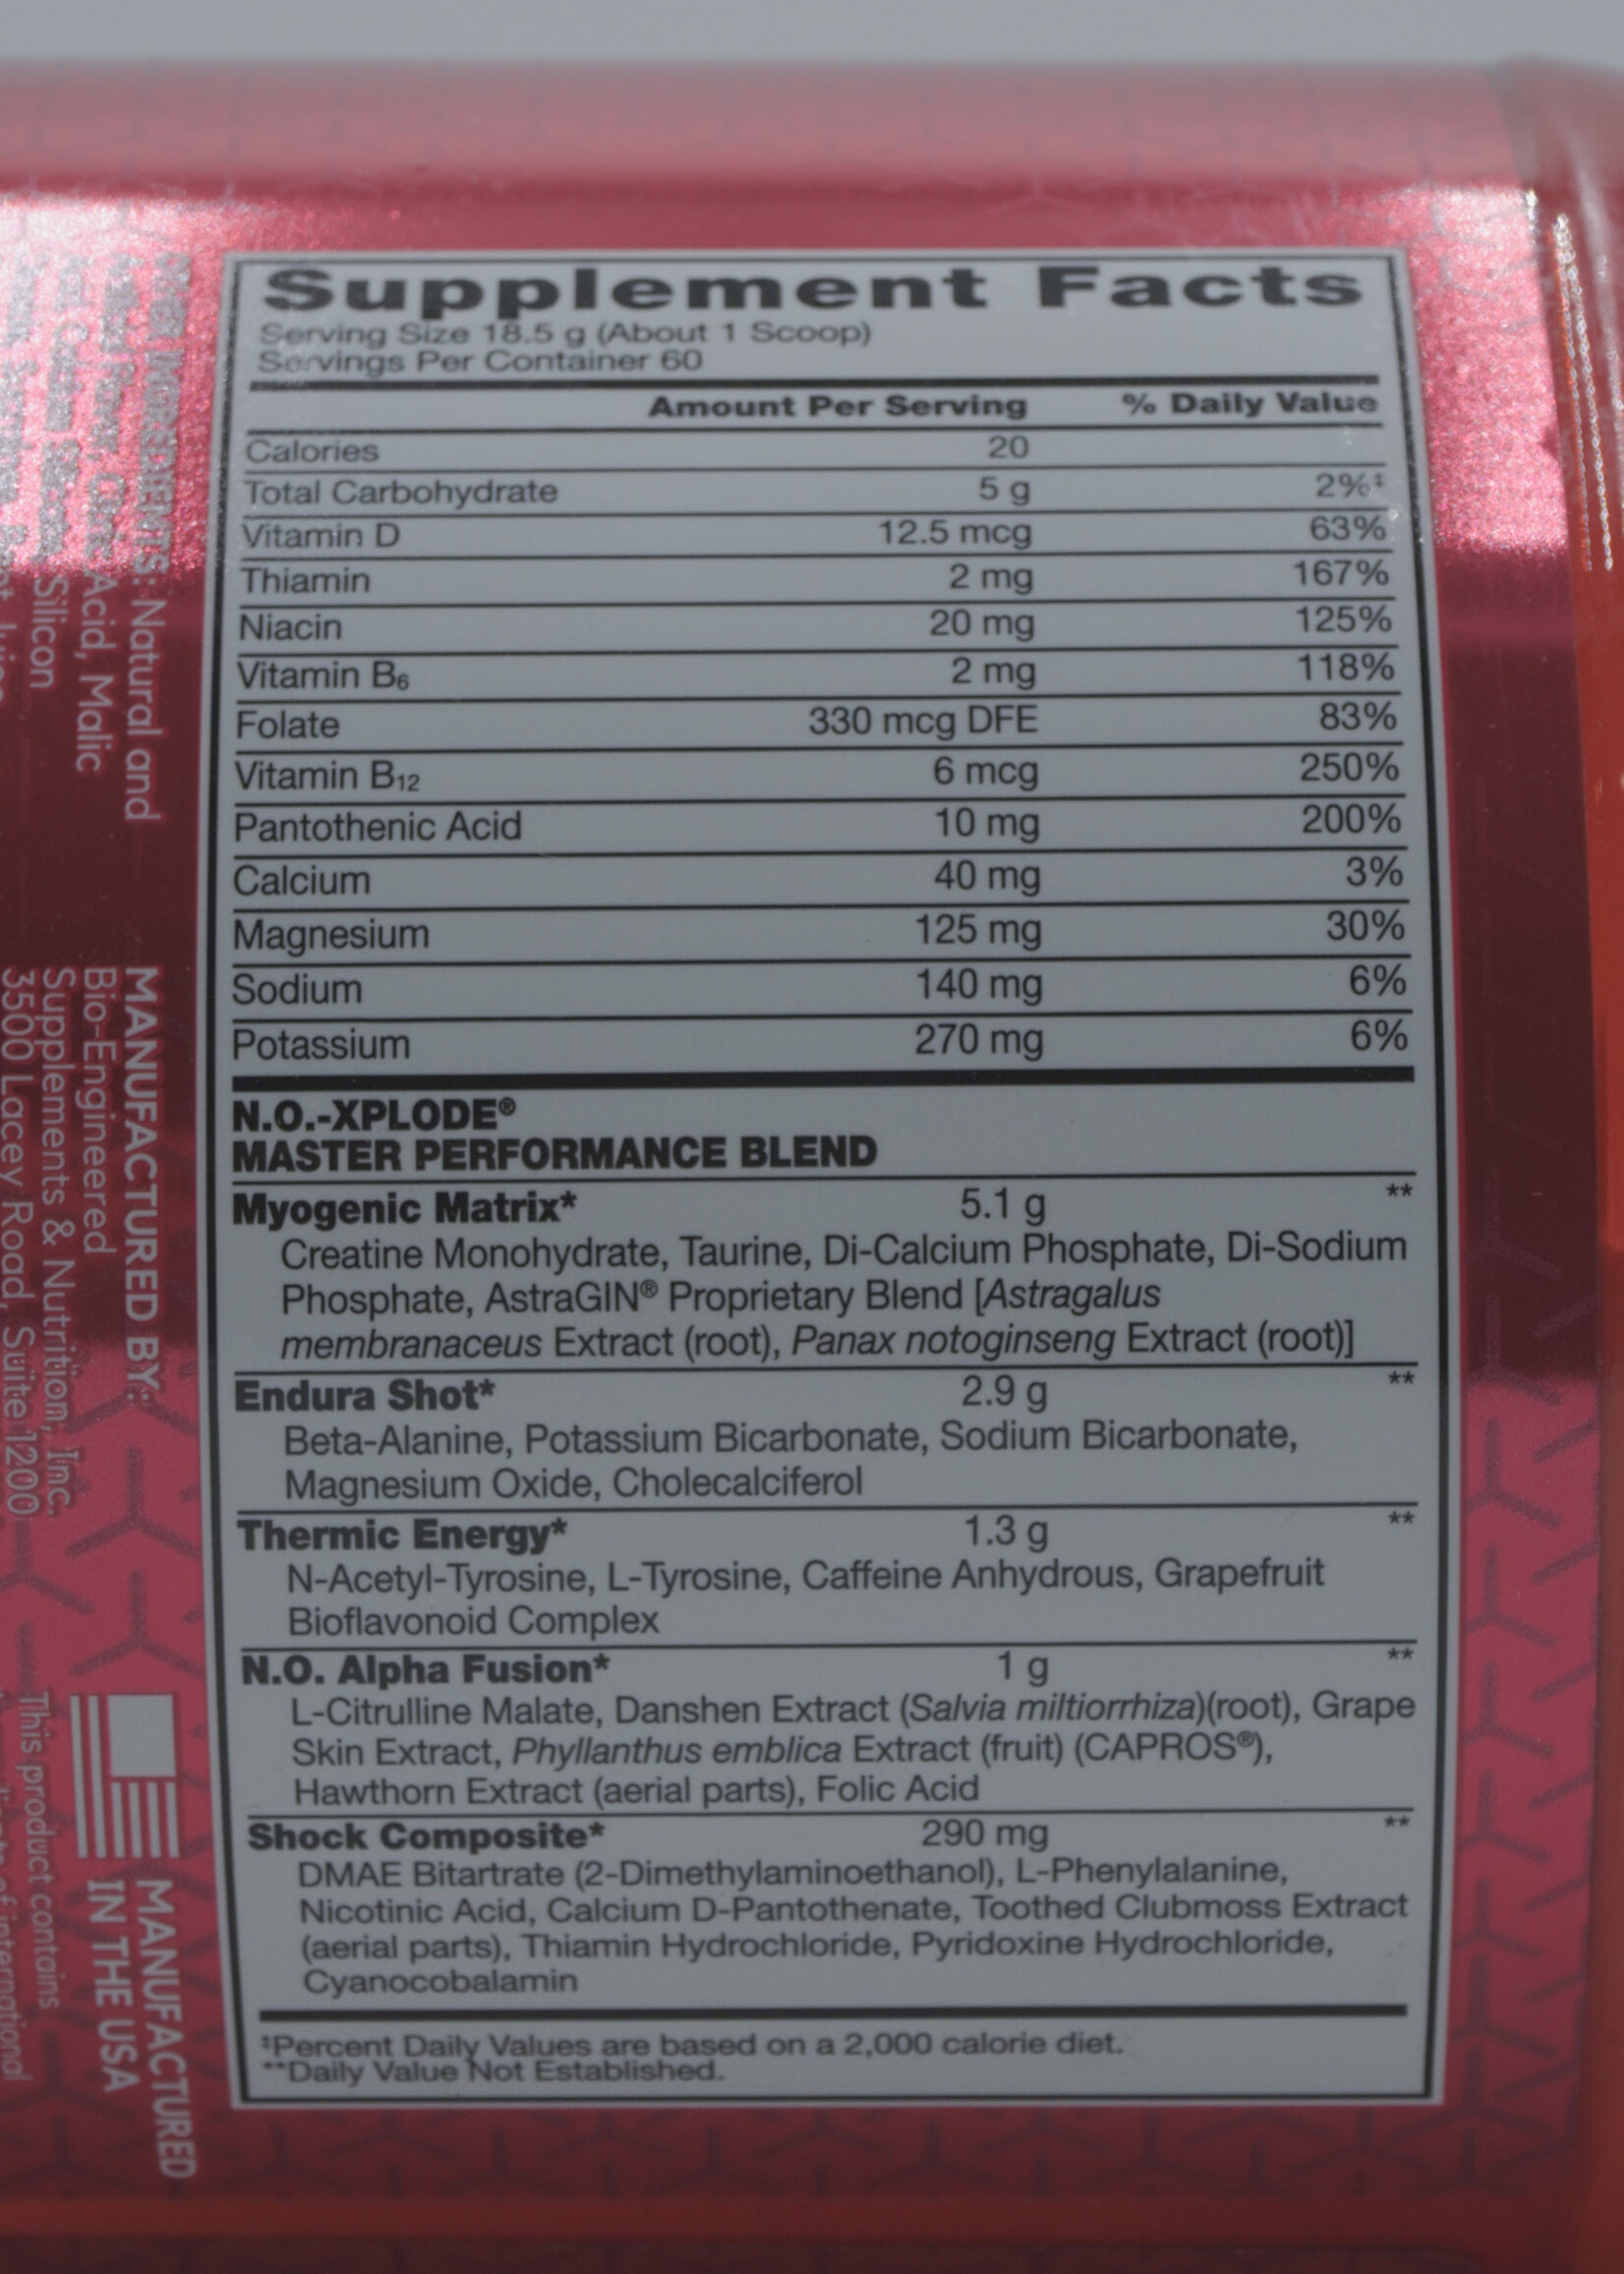 Supplement Facts
Serving Size 18.5 g (About 1 Scoop)
Servings Per Container 60
Amount Per Serving % Daily Value
Calories 20
Total Carbohydrate 5 g 2%‡
Vitamin D 12.5 mcg 63%
Thiamin 2 mg 167%
Niacin 20 mg 125%
Vitamin B6 2 mg 118%
Folate 330 mcg DFE 83%
Vitamin B12 6 mcg 250%
Pantothenic Acid 10 mg 200%
Calcium 40 mg 3%
Magnesium 125 mg 30%
Sodium 140 mg 6%
Potassium 270 mg 6%
N.O.-XPLODE®
MASTER PERFORMANCE BLEND
Myogenic Matrix* 5.1 g **
Creatine Monohydrate, Taurine, Di-Calcium Phosphate, Di-Sodium
Phosphate, AstraGIN® Proprietary Blend [Astragalus
membranaceus Extract (root), Panax notoginseng Extract (root)]
Endura Shot* 2.9 g **
Beta-Alanine, Potassium Bicarbonate, Sodium Bicarbonate,
Magnesium Oxide, Cholecalciferol
Thermic Energy* 1.3 g **
N-Acetyl-Tyrosine, L-Tyrosine, Caffeine Anhydrous, Grapefruit
Bioflavonoid Complex
N.O. Alpha Fusion* 1 g **
L-Citrulline Malate, Danshen Extract (Salvia miltiorrhiza)(root), Grape
Skin Extract, Phyllanthus emblica Extract (fruit) (CAPROS®),
Hawthorn Extract (aerial parts), Folic Acid
Shock Composite* 290 mg **
DMAE Bitartrate (2-Dimethylaminoethanol), L-Phenylalanine,
Nicotinic Acid, Calcium D-Pantothenate, Toothed Clubmoss Extract
(aerial parts), Thiamin Hydrochloride, Pyridoxine Hydrochloride,
Cyanocobalamin
‡Percent Daily Values are based on a 2,000 calorie diet.
**Daily Value Not Established.
INGREDIENTS: Natural and
Acid, Malic
Silicon
MANUFACTURED BY:
Bio-Engineered
Supplements & Nutrition, Inc.
3500 Lacey Road, Suite 1200
MANUFACTURED
IN THE USA
This product contains
of international